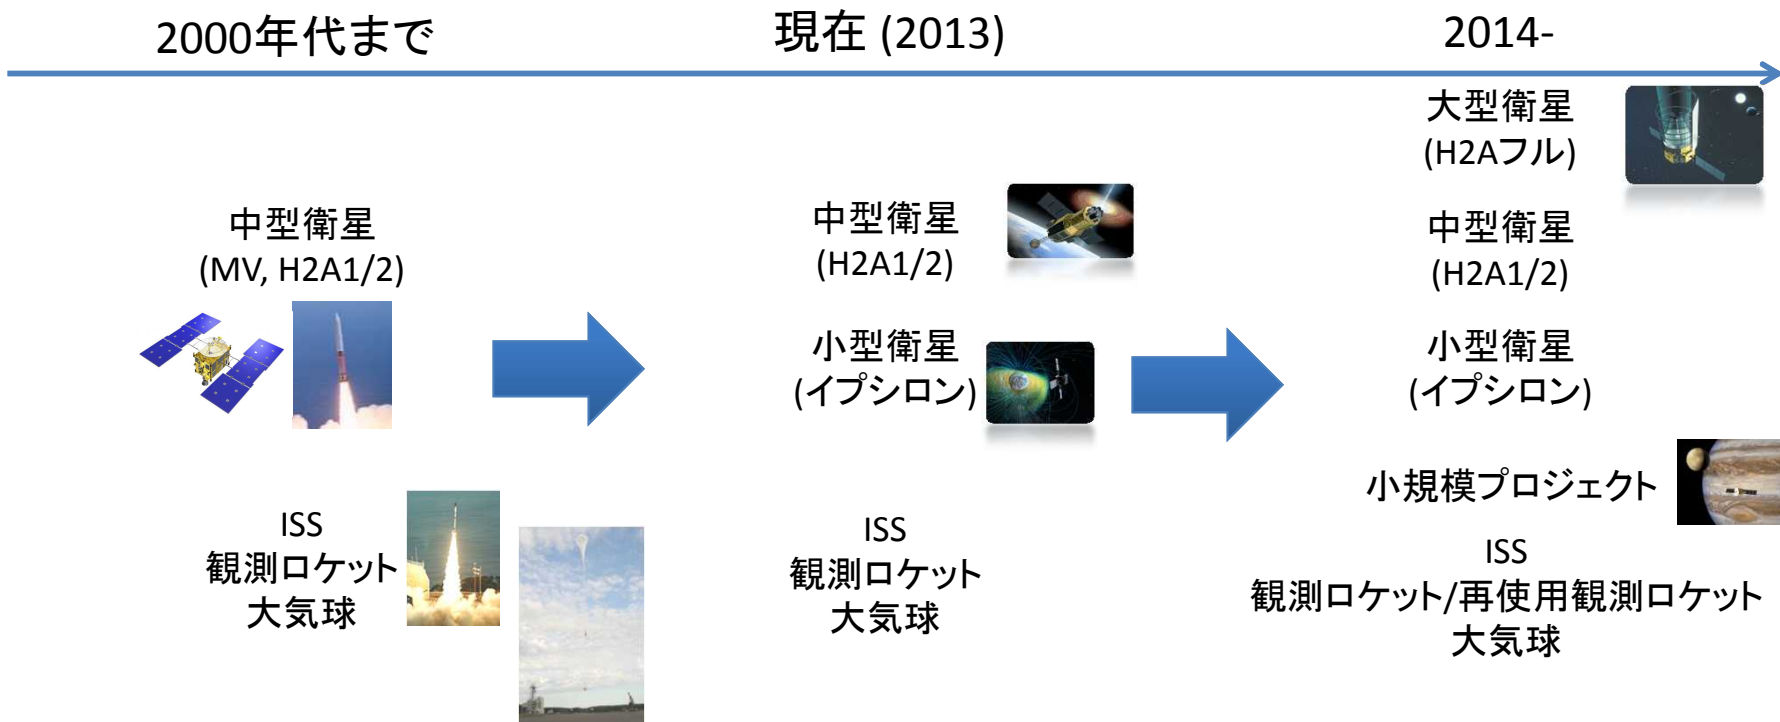 2000年代まで
現在 (2013)
2014-
中型衛星
(MV, H2A1/2)
ISS
観測ロケット
大気球
中型衛星
(H2A1/2)
小型衛星
(イプシロン)
ISS
観測ロケット
大気球
大型衛星
(H2Aフル)
中型衛星
(H2A1/2)
小型衛星
(イプシロン)
小規模プロジェクト
ISS
観測ロケット/再使用観測ロケット
大気球